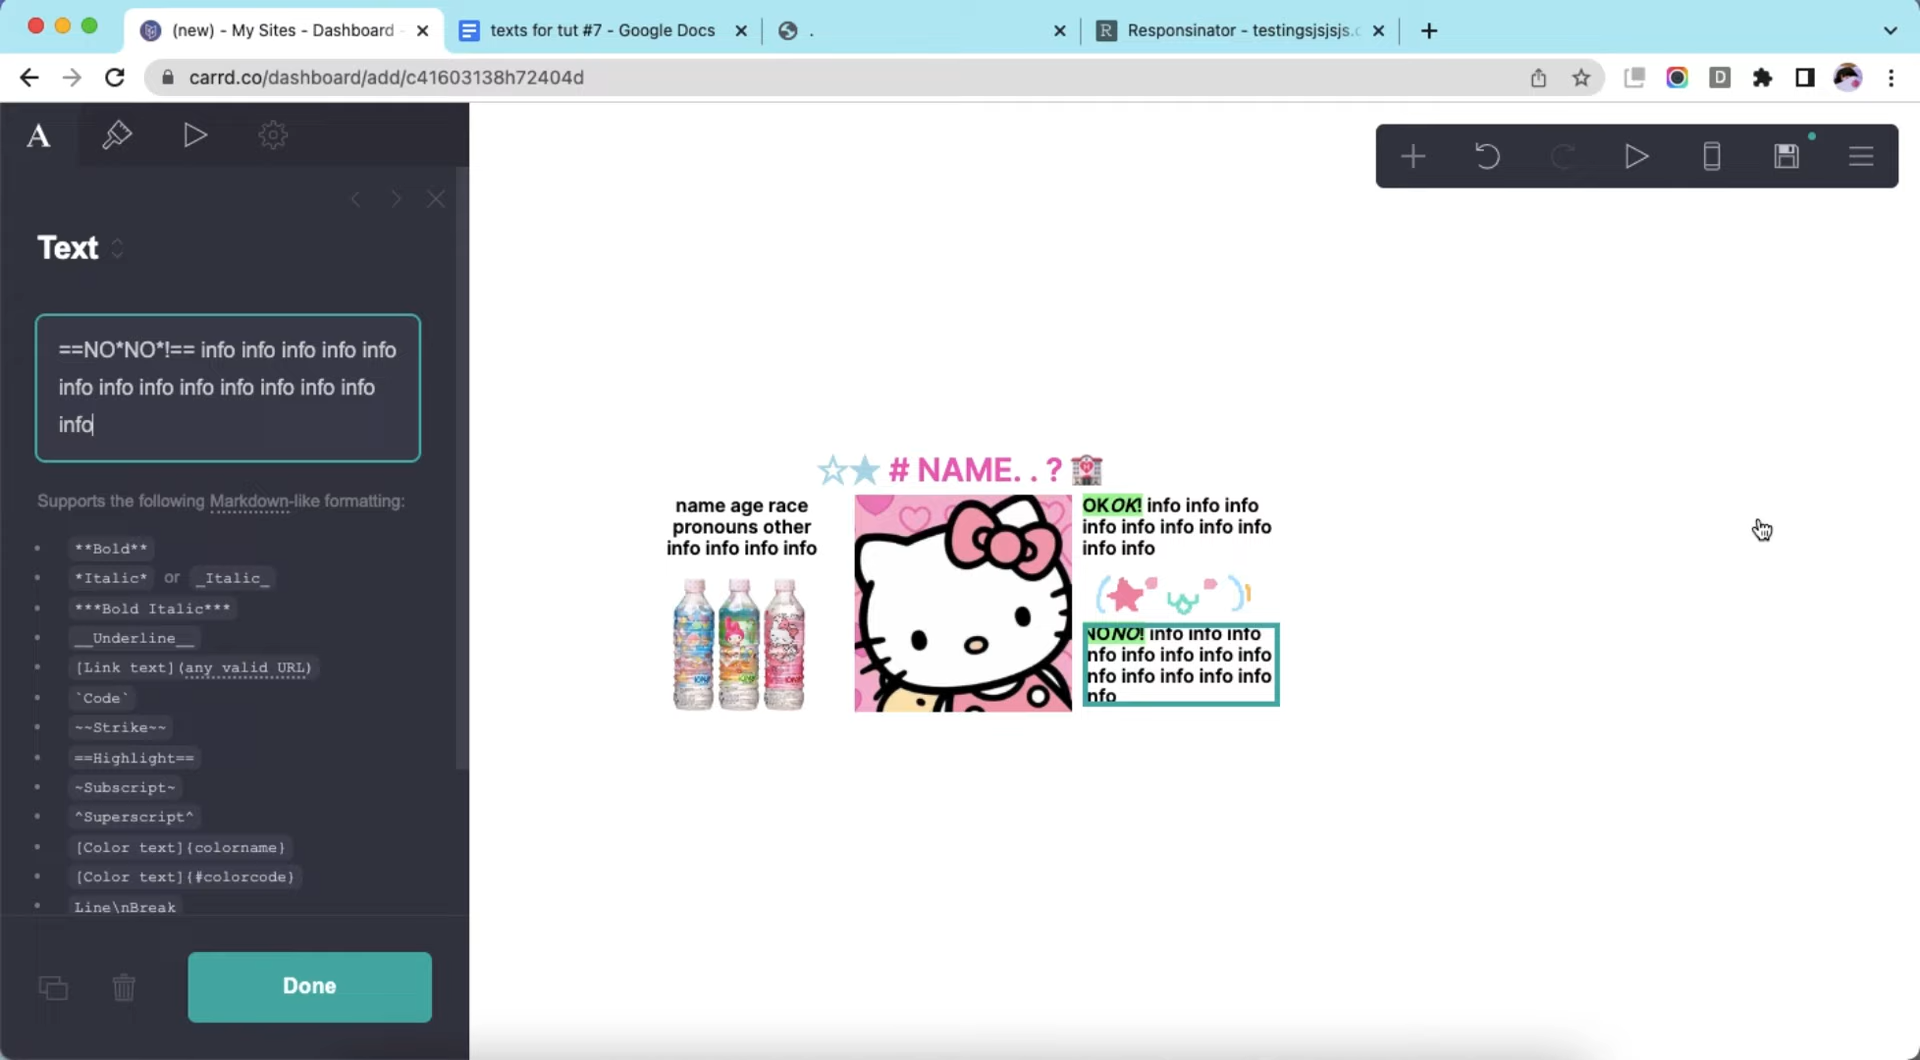 (new) - My Sites - Dashboard -
texts for tut #7 - Google Docs
.
Responsinator - testingsjsjsjs.c
carrd.co/dashboard/add/c41603138h72404d
Text
==NO*NO*!== info info info info info
info info info info info info info info
info
Supports the following Markdown-like formatting:
**Bold**
*Italic* or _Italic_
***Bold Italic***
__Underline__
[Link text](any valid URL)
`Code`
~~Strike~~
==Highlight==
~Subscript~
^Superscript^
[Color text]{colorname}
[Color text]{#colorcode}
Line\nBreak
Done
☆★ # NAME. . ? 🏩
name age race
pronouns other
info info info info
OKOK! info info info
info info info info info
info info
NONO! info info info
nfo info info info info
nfo info info info info
nfo